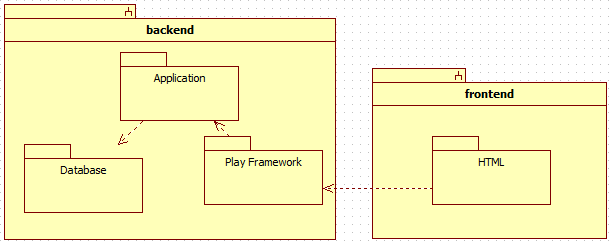 backend
Application
frontend
Database
Play Framework
HTML